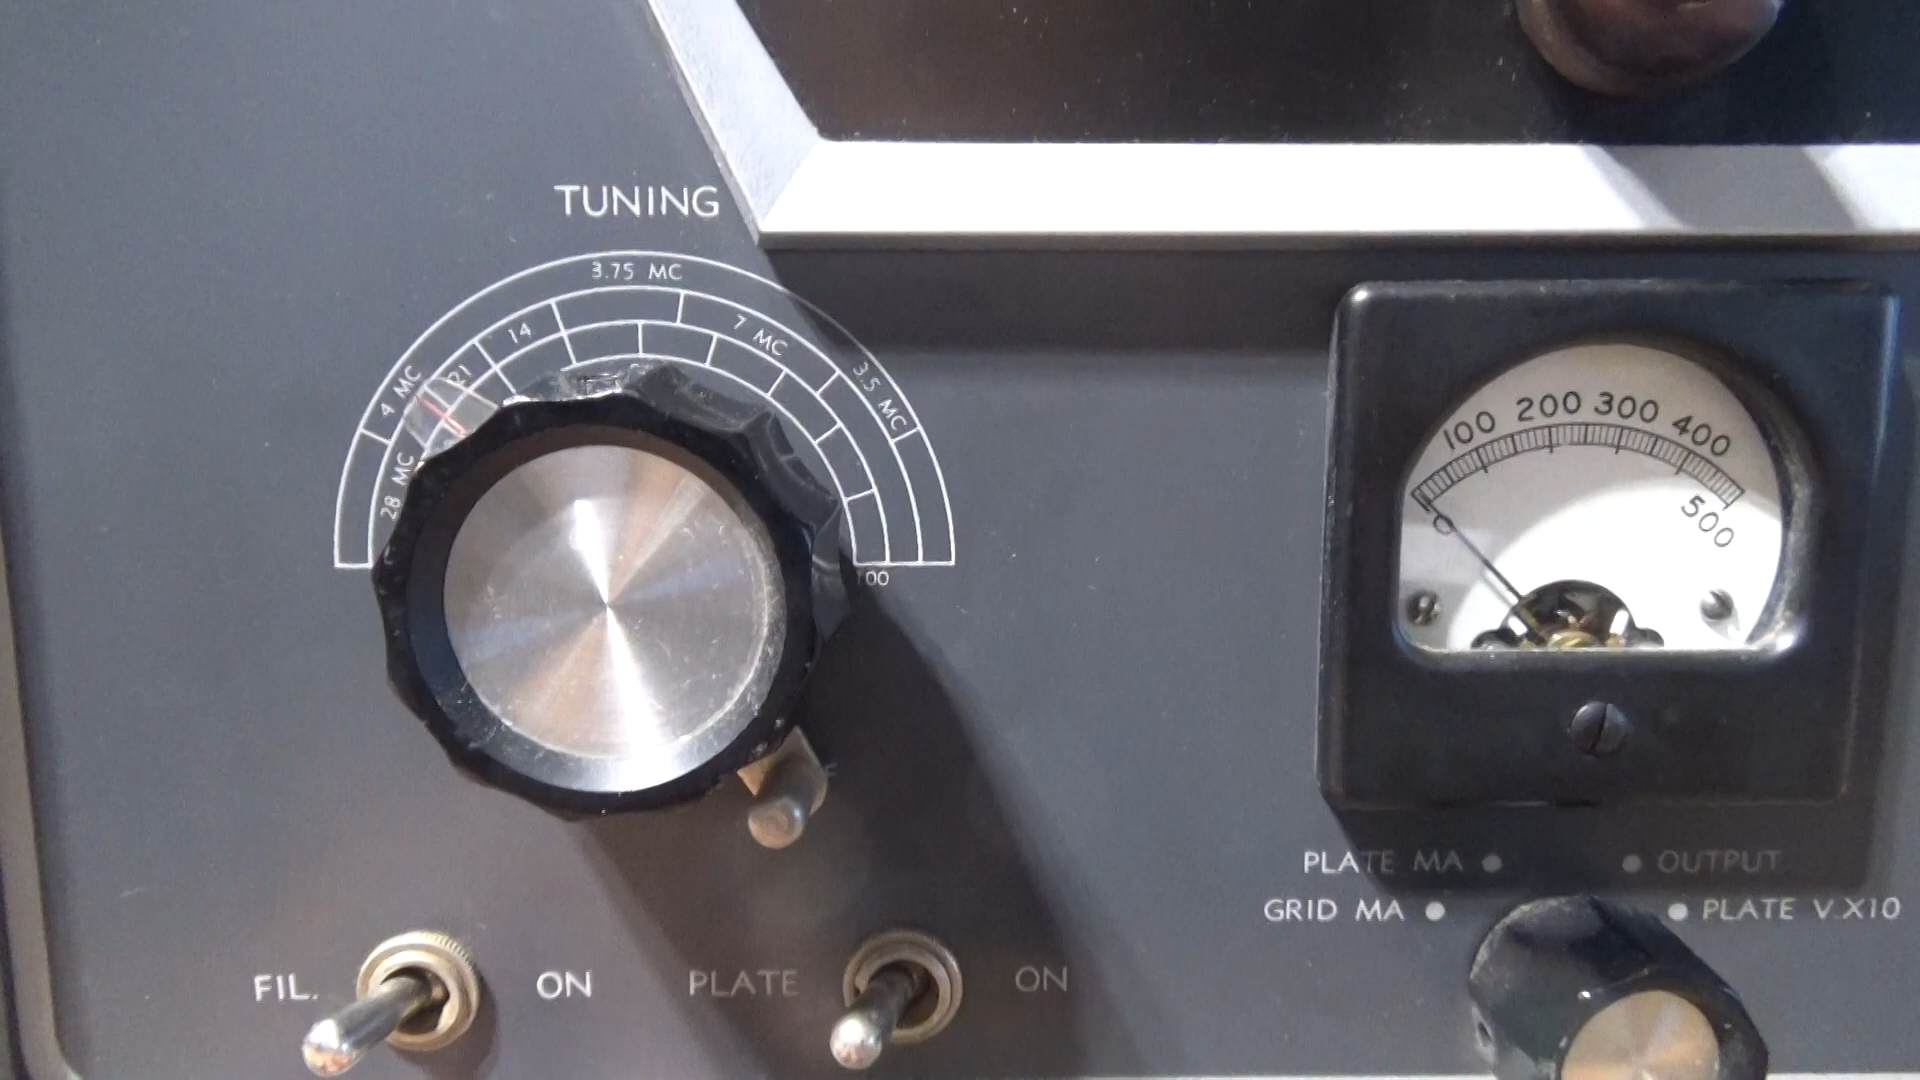 TUNING
3.75 MC
4 MC
21
14
7 MC
3.5 MC
28 MC
100
100 200 300 400
0
500
PLATE MA
OUTPUT
GRID MA
PLATE V.X10
FIL.
ON
PLATE
ON